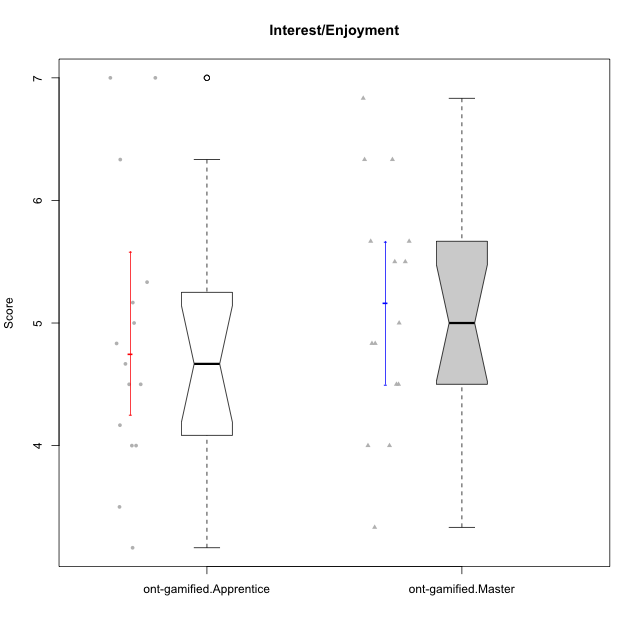 Interest/Enjoyment
7
6
5
4
Score
ont-gamified.Apprentice
ont-gamified.Master